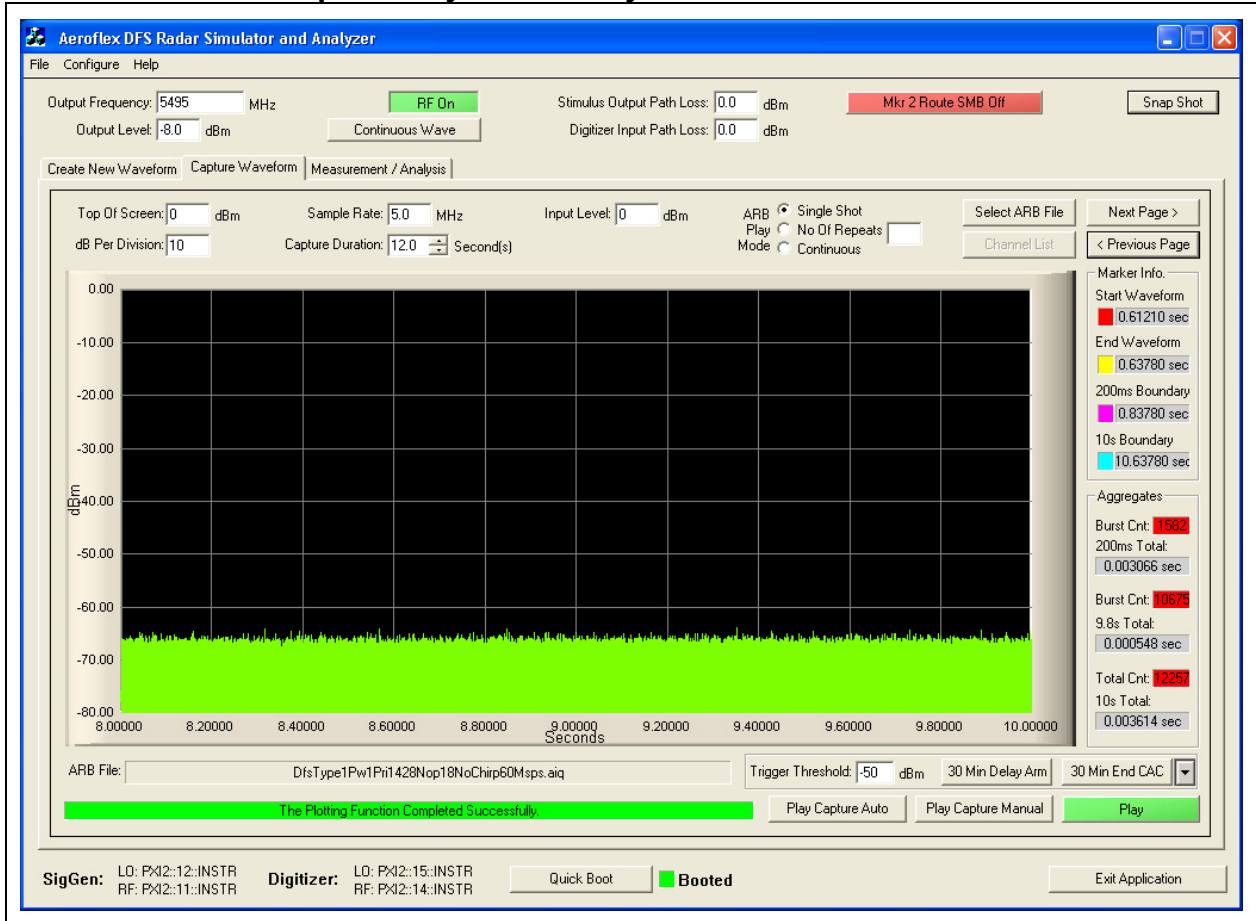 Aeroflex DFS Radar Simulator and Analyzer
File Configure Help
Output Frequency: 5495 MHz
RF On
Stimulus Output Path Loss: 0.0 dBm
Mkr 2 Route SMB Off
Snap Shot
Output Level: -8.0 dBm
Continuous Wave
Digitizer Input Path Loss: 0.0 dBm
Create New Waveform
Capture Waveform
Measurement / Analysis
Top Of Screen: 0 dBm
Sample Rate: 5.0 MHz
Input Level: 0 dBm
ARB Play Mode
Single Shot
No Of Repeats
Continuous
Select ARB File
Next Page >
dB Per Division: 10
Capture Duration: 12.0 Second(s)
Channel List
< Previous Page
0.00
-10.00
-20.00
-30.00
-40.00
-50.00
-60.00
-70.00
-80.00
dBm
8.00000 8.20000 8.40000 8.60000 8.80000 9.00000 9.20000 9.40000 9.60000 9.80000 10.00000
Seconds
Marker Info.
Start Waveform
0.61210 sec
End Waveform
0.63780 sec
200ms Boundary
0.83780 sec
10s Boundary
10.63780 sec
Aggregates
Burst Cnt: 1582
200ms Total:
0.003066 sec
Burst Cnt: 10675
9.8s Total:
0.000548 sec
Total Cnt: 12257
10s Total:
0.003614 sec
ARB File: DfsType1Pw1Pri1428Nop18NoChirp60Msps.aiq
Trigger Threshold: -50 dBm
30 Min Delay Arm
30 Min End CAC
The Plotting Function Completed Successfully.
Play Capture Auto
Play Capture Manual
Play
SigGen: LO: PXI2::12::INSTR
RF: PXI2::11::INSTR
Digitizer: LO: PXI2::15::INSTR
RF: PXI2::14::INSTR
Quick Boot
Booted
Exit Application